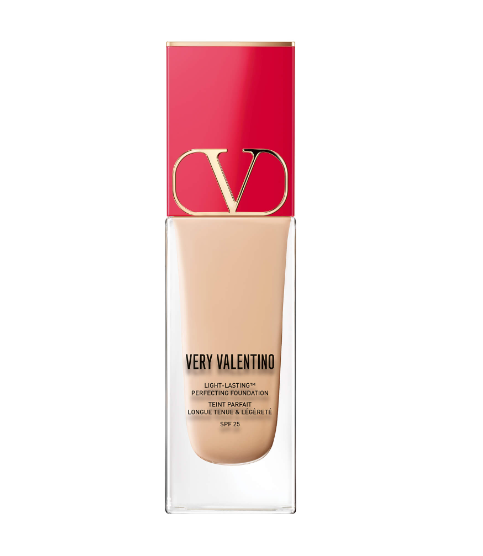 V
VERY VALENTINO
LIGHT-LASTING™
PERFECTING FOUNDATION
TEINT PARFAIT
LONGUE TENUE & LÉGÈRETÉ
SPF 25